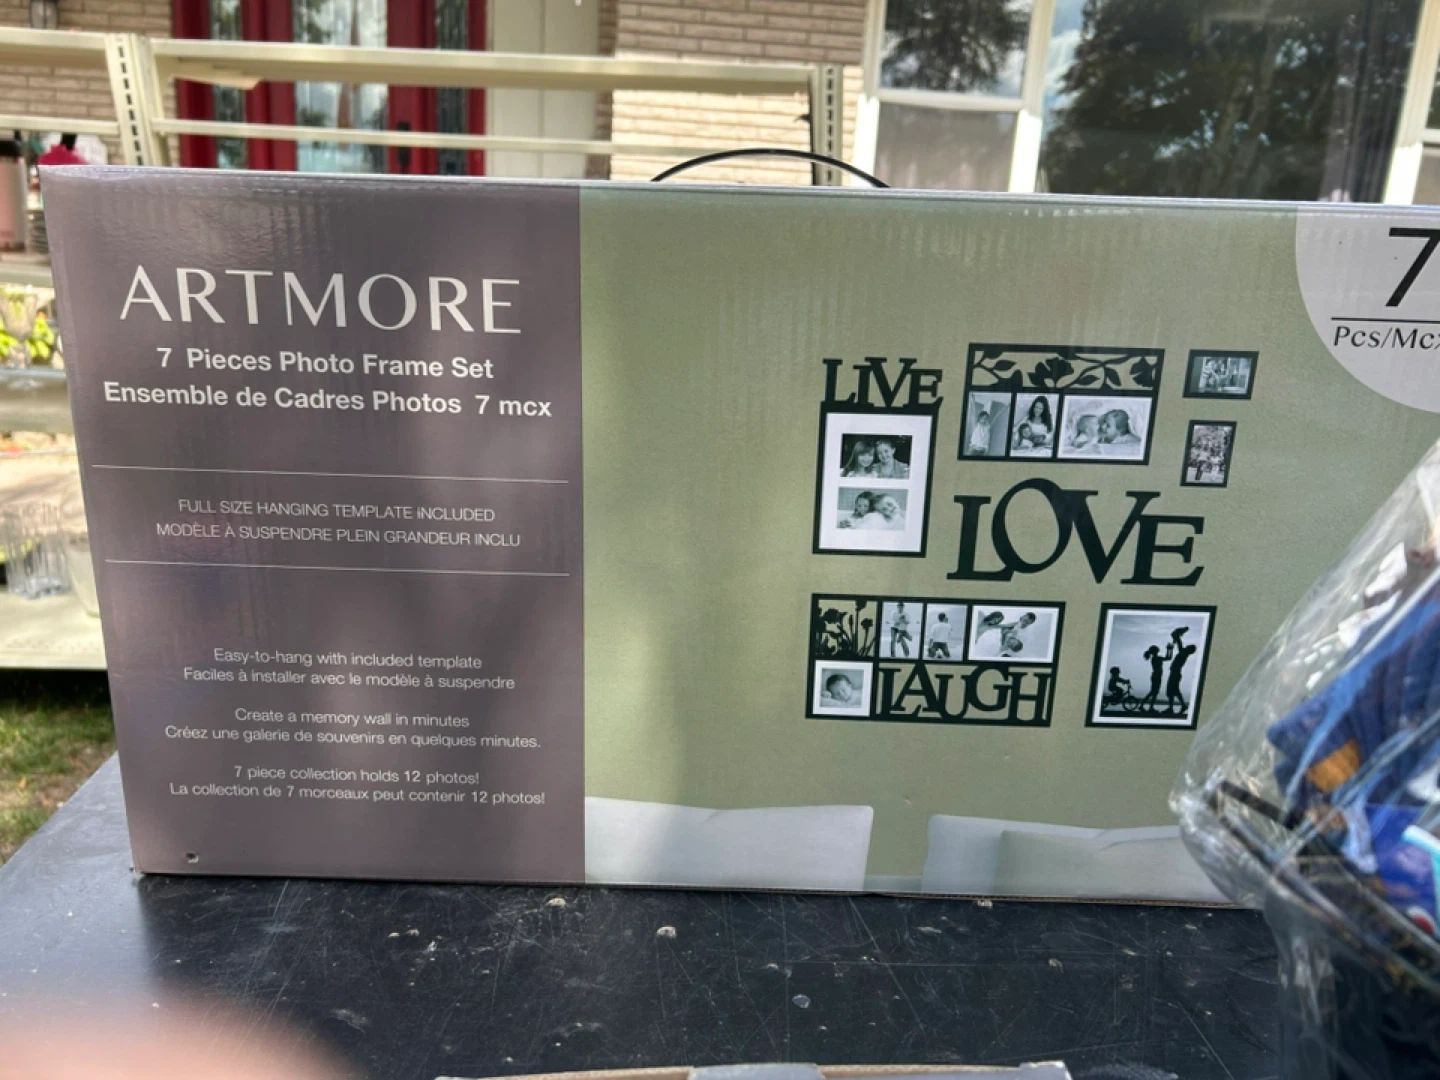 ARTMORE
7 Pieces Photo Frame Set
Ensemble de Cadres Photos 7 mcx
FULL SIZE HANGING TEMPLATE INCLUDED
MODÈLE À SUSPENDRE PLEIN GRANDEUR INCLU
Easy-to-hang with included template
Faciles à installer avec le modèle à suspendre
Create a memory wall in minutes
Créez une galerie de souvenirs en quelques minutes.
7 piece collection holds 12 photos!
La collection de 7 morceaux peut contenir 12 photos!
LIVE
LOVE
LAUGH
7
Pcs/Mcx